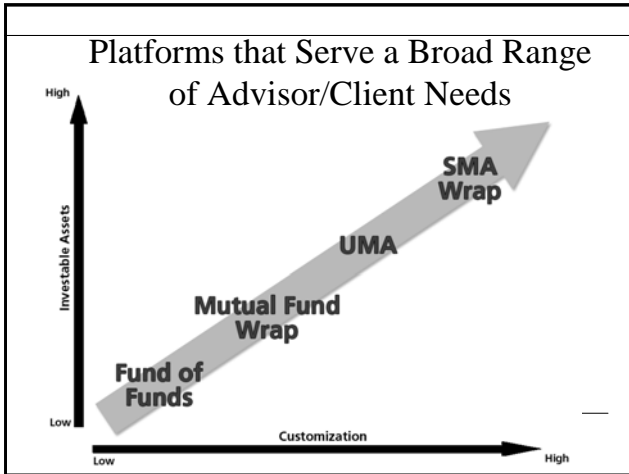 Platforms that Serve a Broad Range
of Advisor/Client Needs
High
SMA
Wrap
UMA
Investable Assets
Mutual Fund
Wrap
Fund of
Funds
Low
Customization
Low
High